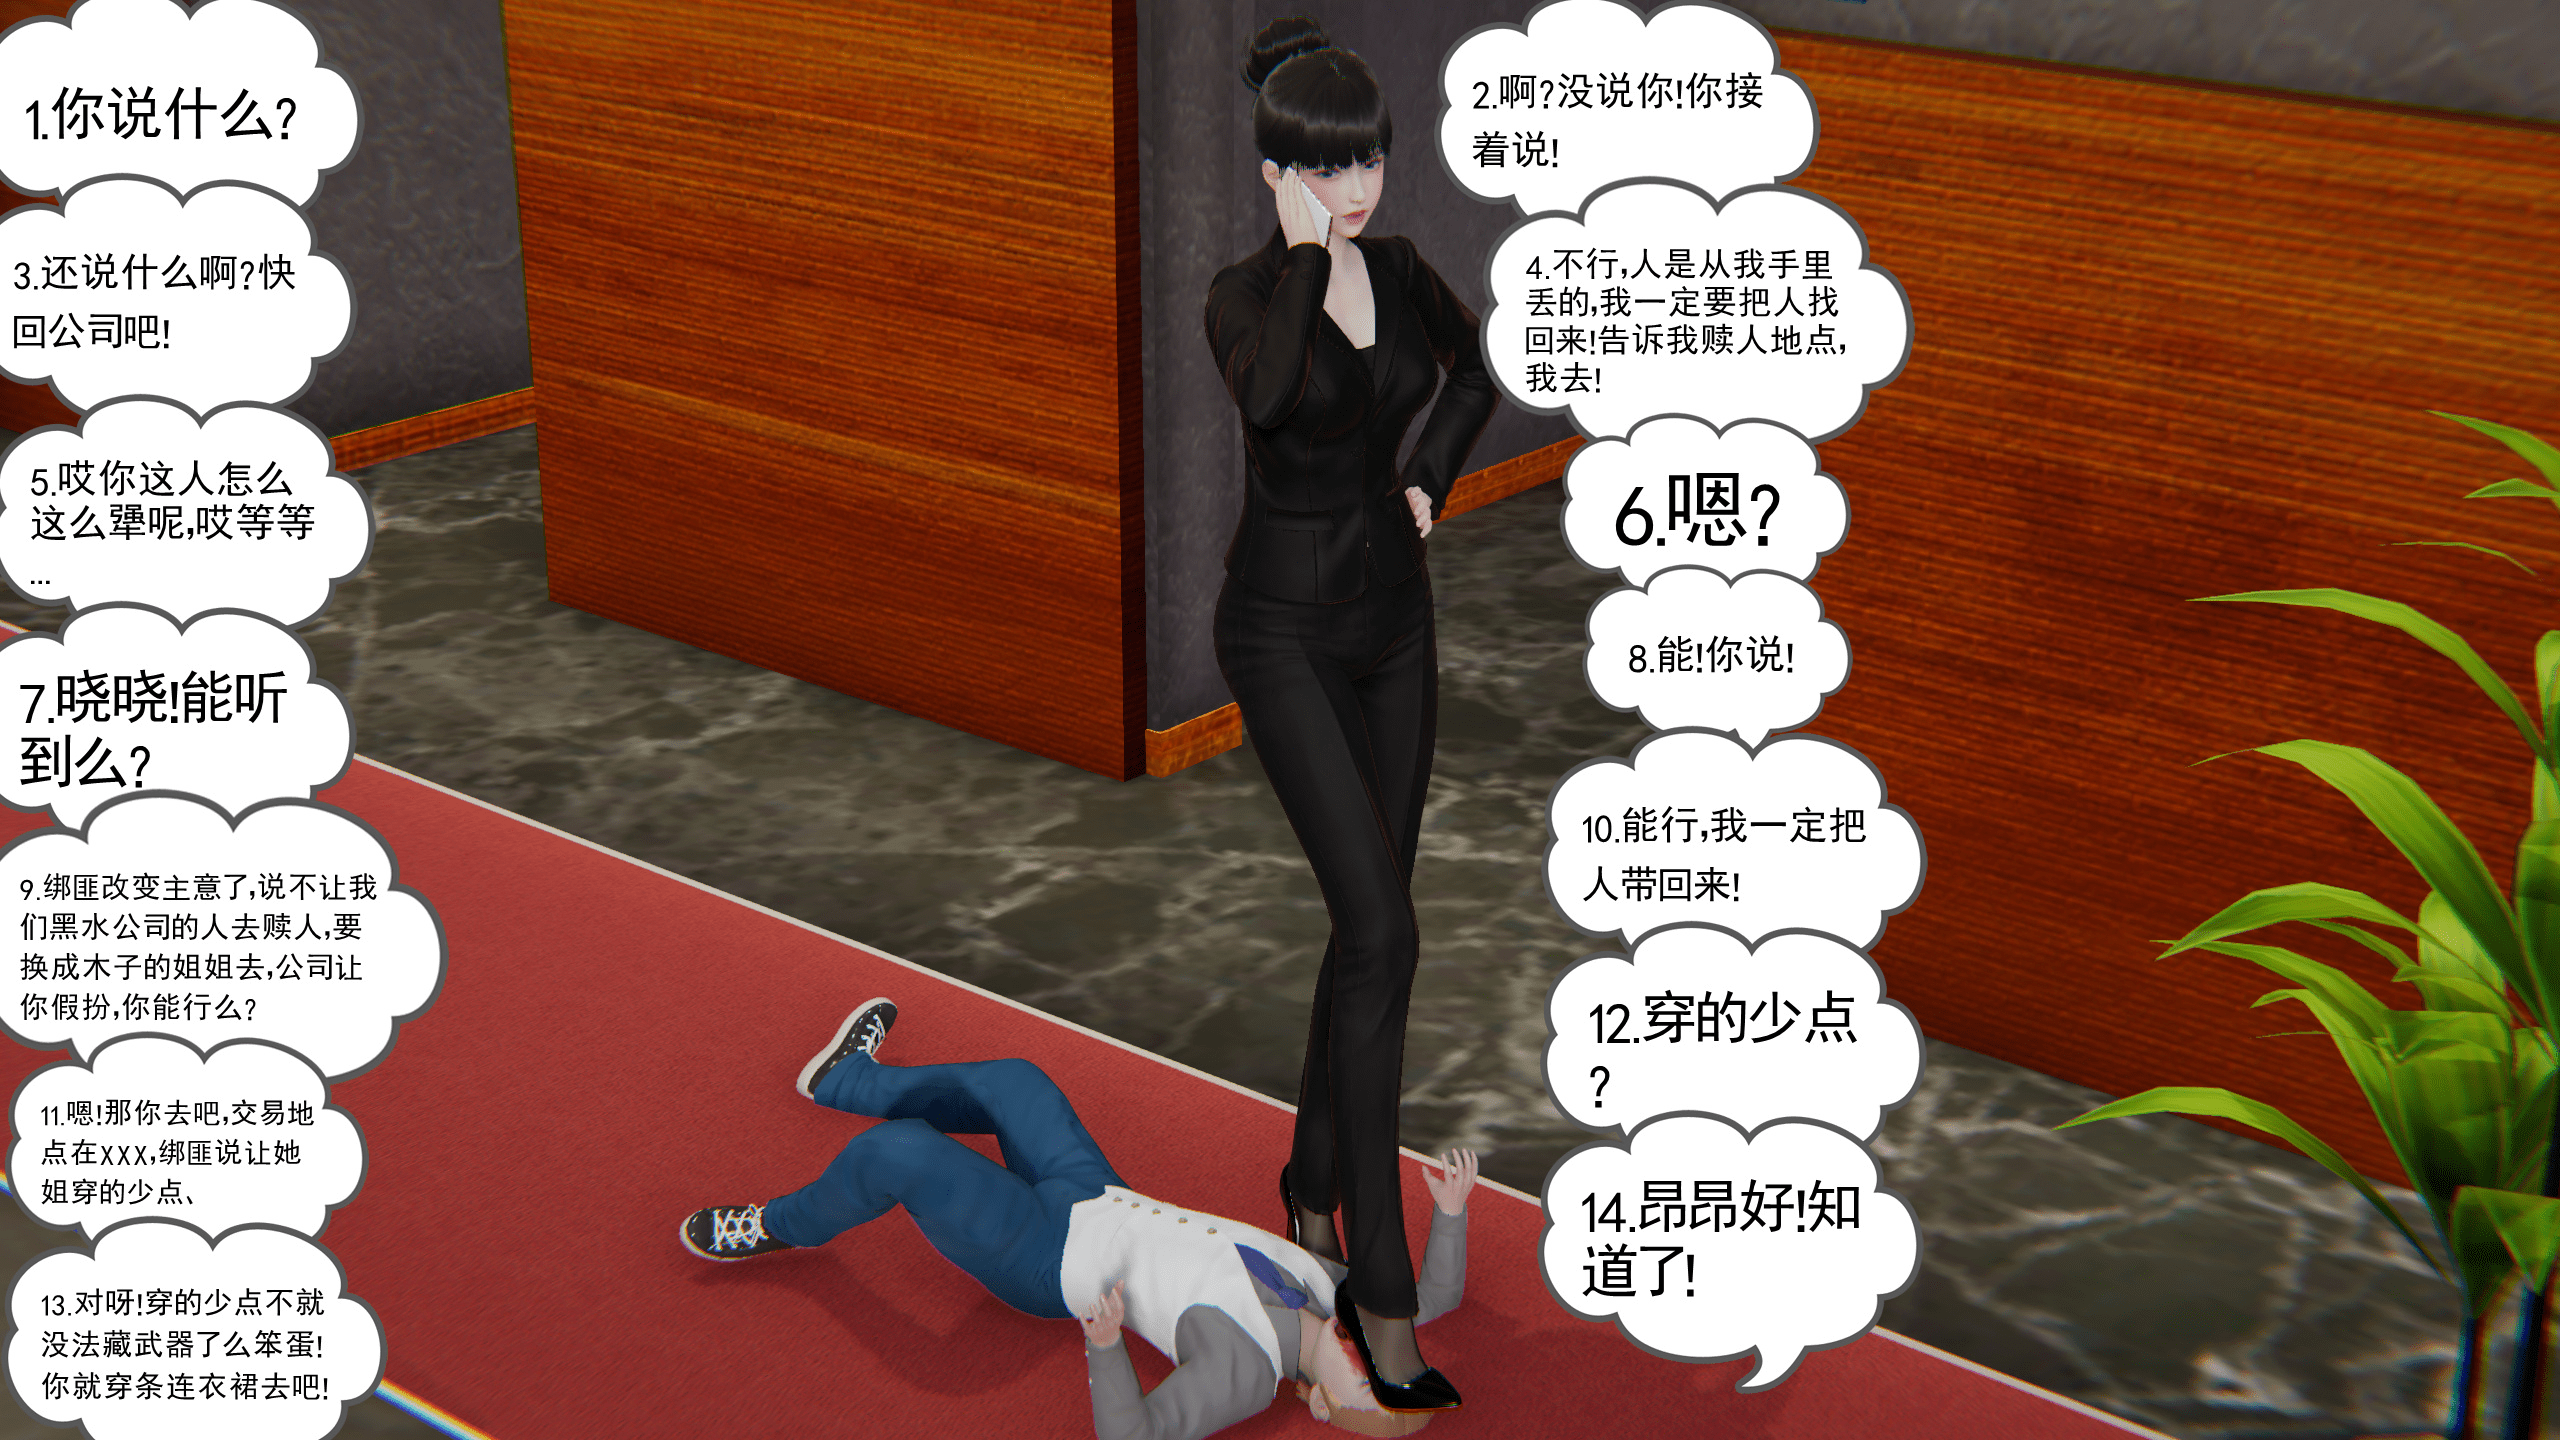 1.你说什么?
2.啊?没说你!你接
着说!
3.还说什么啊?快
回公司吧!
4.不行,人是从我手里
丢的,我一定要把人找
回来!告诉我赎人地点,
我去!
5.哎你这人怎么
这么犟呢,哎等等
...
6.嗯?
7.晓晓!能听
到么?
8.能!你说!
9.绑匪改变主意了,说不让我
们黑水公司的人去赎人,要
换成木子的姐姐去,公司让
你假扮,你能行么?
10.能行,我一定把
人带回来!
11.嗯!那你去吧,交易地
点在xxx,绑匪说让她
姐穿的少点、
12.穿的少点
?
13.对呀!穿的少点不就
没法藏武器了么笨蛋!
你就穿条连衣裙去吧!
14.昂昂好!知
道了!